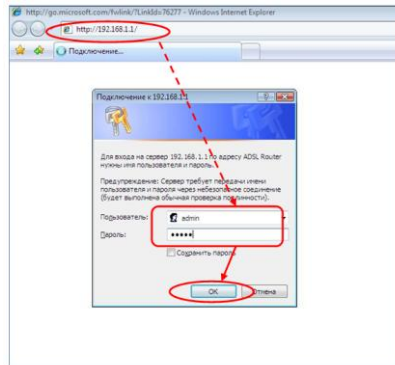 http://go.microsoft.com/fwlink/?LinkId=76277 - Windows Internet Explorer
http://192.168.1.1/
Подключение...
Подключение к 192.168.1.1
Для входа на сервер 192.168.1.1 по адресу ADSL Router
нужны имя пользователя и пароль.
Предупреждение: Сервер требует передачи имени
пользователя и пароля через небезопасное соединение
(будет выполнена обычная проверка подлинности).
Пользователь:
admin
Пароль:
•••••
Сохранить пароль
ОК
Отмена